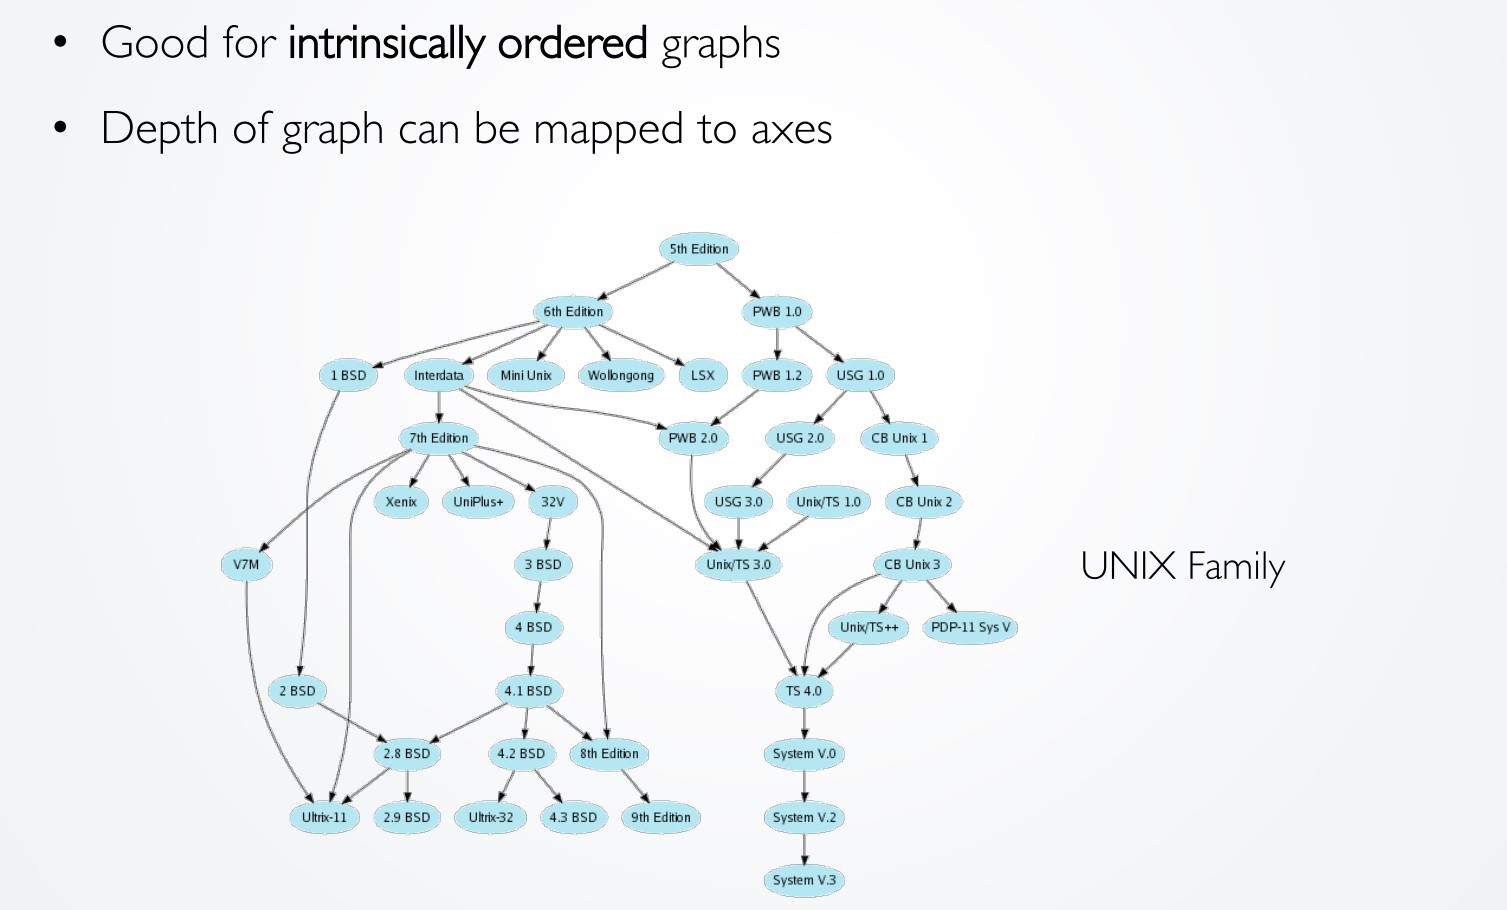 • Good for intrinsically ordered graphs
• Depth of graph can be mapped to axes
5th Edition
6th Edition
PWB 1.0
1 BSD
Interdata
Mini Unix
Wollongong
LSX
PWB 1.2
USG 1.0
7th Edition
PWB 2.0
USG 2.0
CB Unix 1
Xenix
UniPlus+
32V
USG 3.0
Unix/TS 1.0
CB Unix 2
V7M
3 BSD
Unix/TS 3.0
CB Unix 3
UNIX Family
4 BSD
Unix/TS++
PDP-11 Sys V
2 BSD
4.1 BSD
TS 4.0
2.8 BSD
4.2 BSD
8th Edition
System V.0
Ultrix-11
2.9 BSD
Ultrix-32
4.3 BSD
9th Edition
System V.2
System V.3